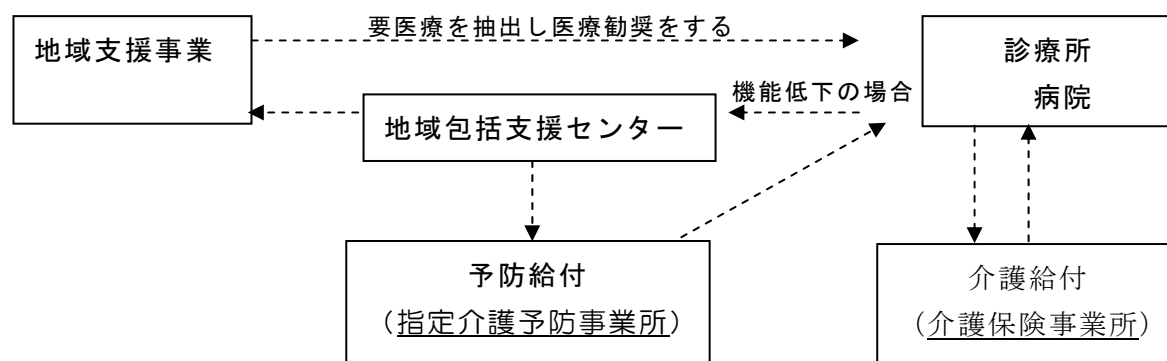 要医療を抽出し医療勧奨をする
地域支援事業
診療所
病院
機能低下の場合
地域包括支援センター
予防給付
（指定介護予防事業所）
介護給付
（介護保険事業所）